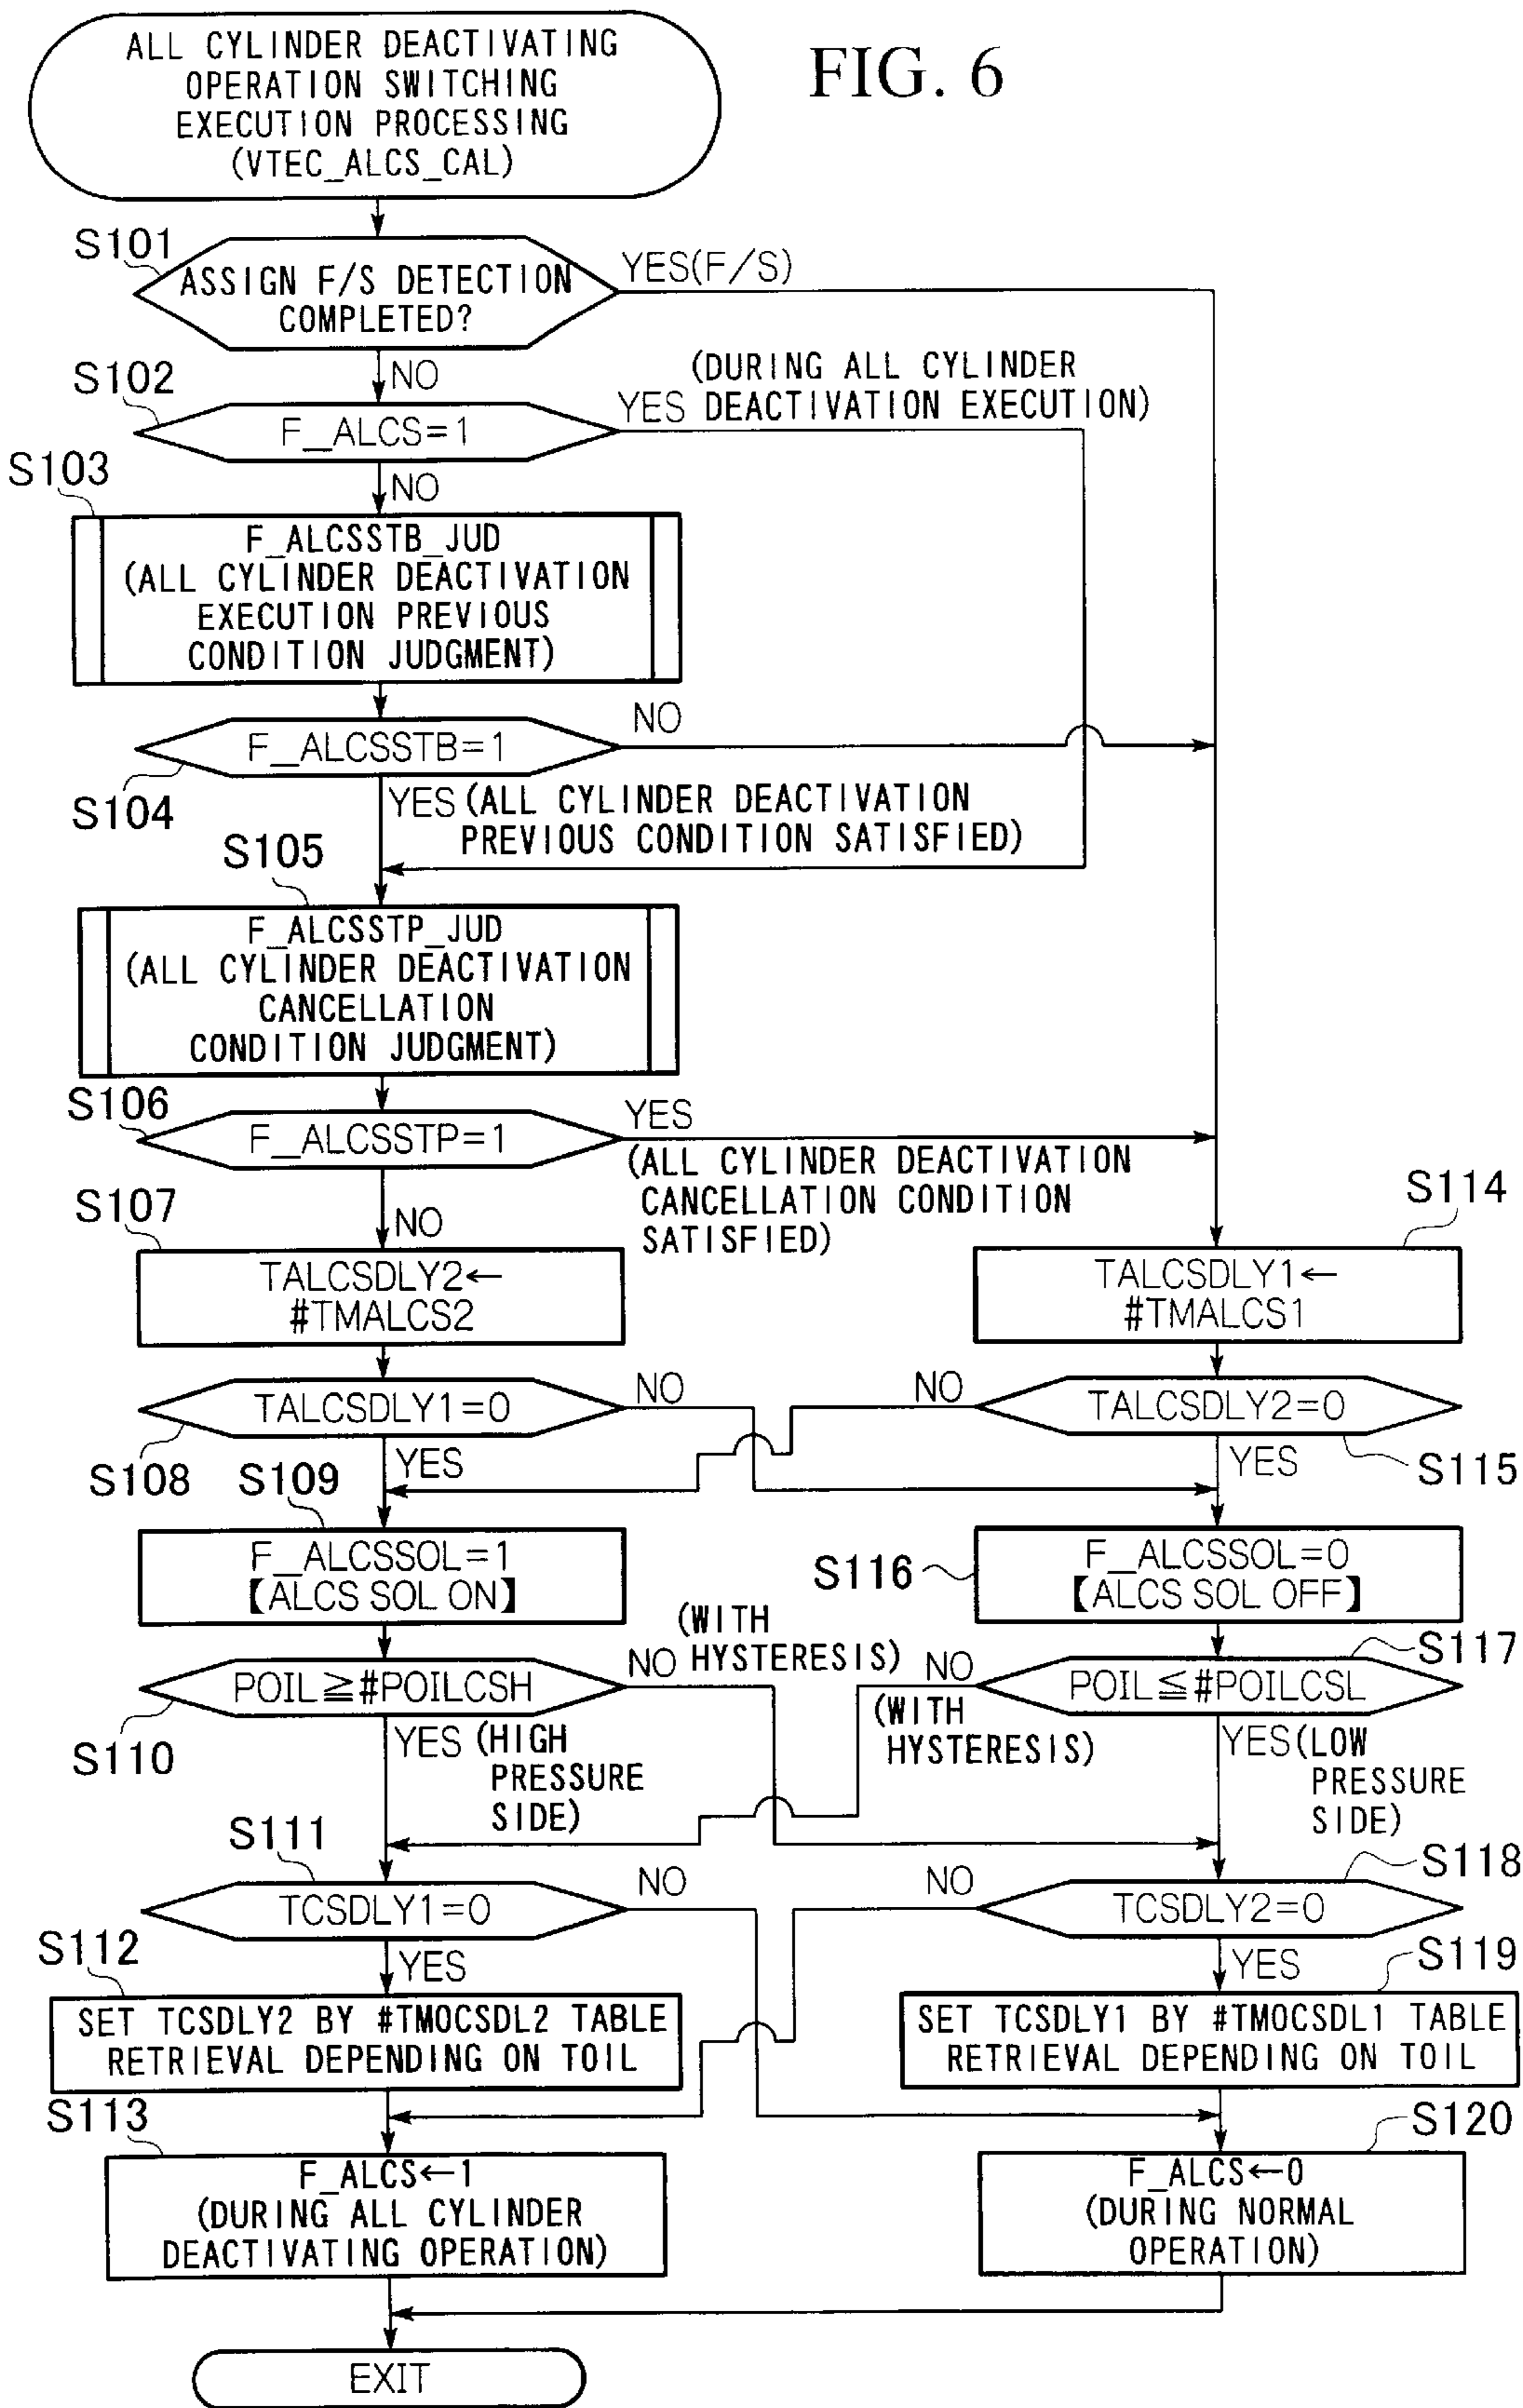 ALL CYLINDER DEACTIVATING
OPERATION SWITCHING
EXECUTION PROCESSING
(VTEC_ALCS_CAL)
FIG. 6
S101
ASSIGN F/S DETECTION
COMPLETED?
YES(F/S)
NO
S102
F_ALCS=1
(DURING ALL CYLINDER
YES DEACTIVATION EXECUTION)
NO
S103
F_ALCSSTB_JUD
(ALL CYLINDER DEACTIVATION
EXECUTION PREVIOUS
CONDITION JUDGMENT)
F_ALCSSTB=1
NO
S104
YES (ALL CYLINDER DEACTIVATION
PREVIOUS CONDITION SATISFIED)
S105
F_ALCSSTP_JUD
(ALL CYLINDER DEACTIVATION
CANCELLATION
CONDITION JUDGMENT)
S106
F_ALCSSTP=1
YES
(ALL CYLINDER DEACTIVATION
CANCELLATION CONDITION
SATISFIED)
NO
S107
TALCSDLY2←
#TMALCS2
S114
TALCSDLY1←
#TMALCS1
TALCSDLY1=0
NO
S108
YES
NO
TALCSDLY2=0
S115
YES
S109
F_ALCSSOL=1
【ALCS SOL ON】
S116
F_ALCSSOL=0
【ALCS SOL OFF】
POIL≧#POILCSH
NO
(WITH
HYSTERESIS)
S110
YES (HIGH
PRESSURE
SIDE)
S117
NO
POIL≦#POILCSL
(WITH
HYSTERESIS)
YES (LOW
PRESSURE
SIDE)
S111
TCSDLY1=0
NO
YES
S118
NO
TCSDLY2=0
YES
S112
SET TCSDLY2 BY #TMOCSDL2 TABLE
RETRIEVAL DEPENDING ON TOIL
S119
SET TCSDLY1 BY #TMOCSDL1 TABLE
RETRIEVAL DEPENDING ON TOIL
S113
F_ALCS←1
(DURING ALL CYLINDER
DEACTIVATING OPERATION)
S120
F_ALCS←0
(DURING NORMAL
OPERATION)
EXIT